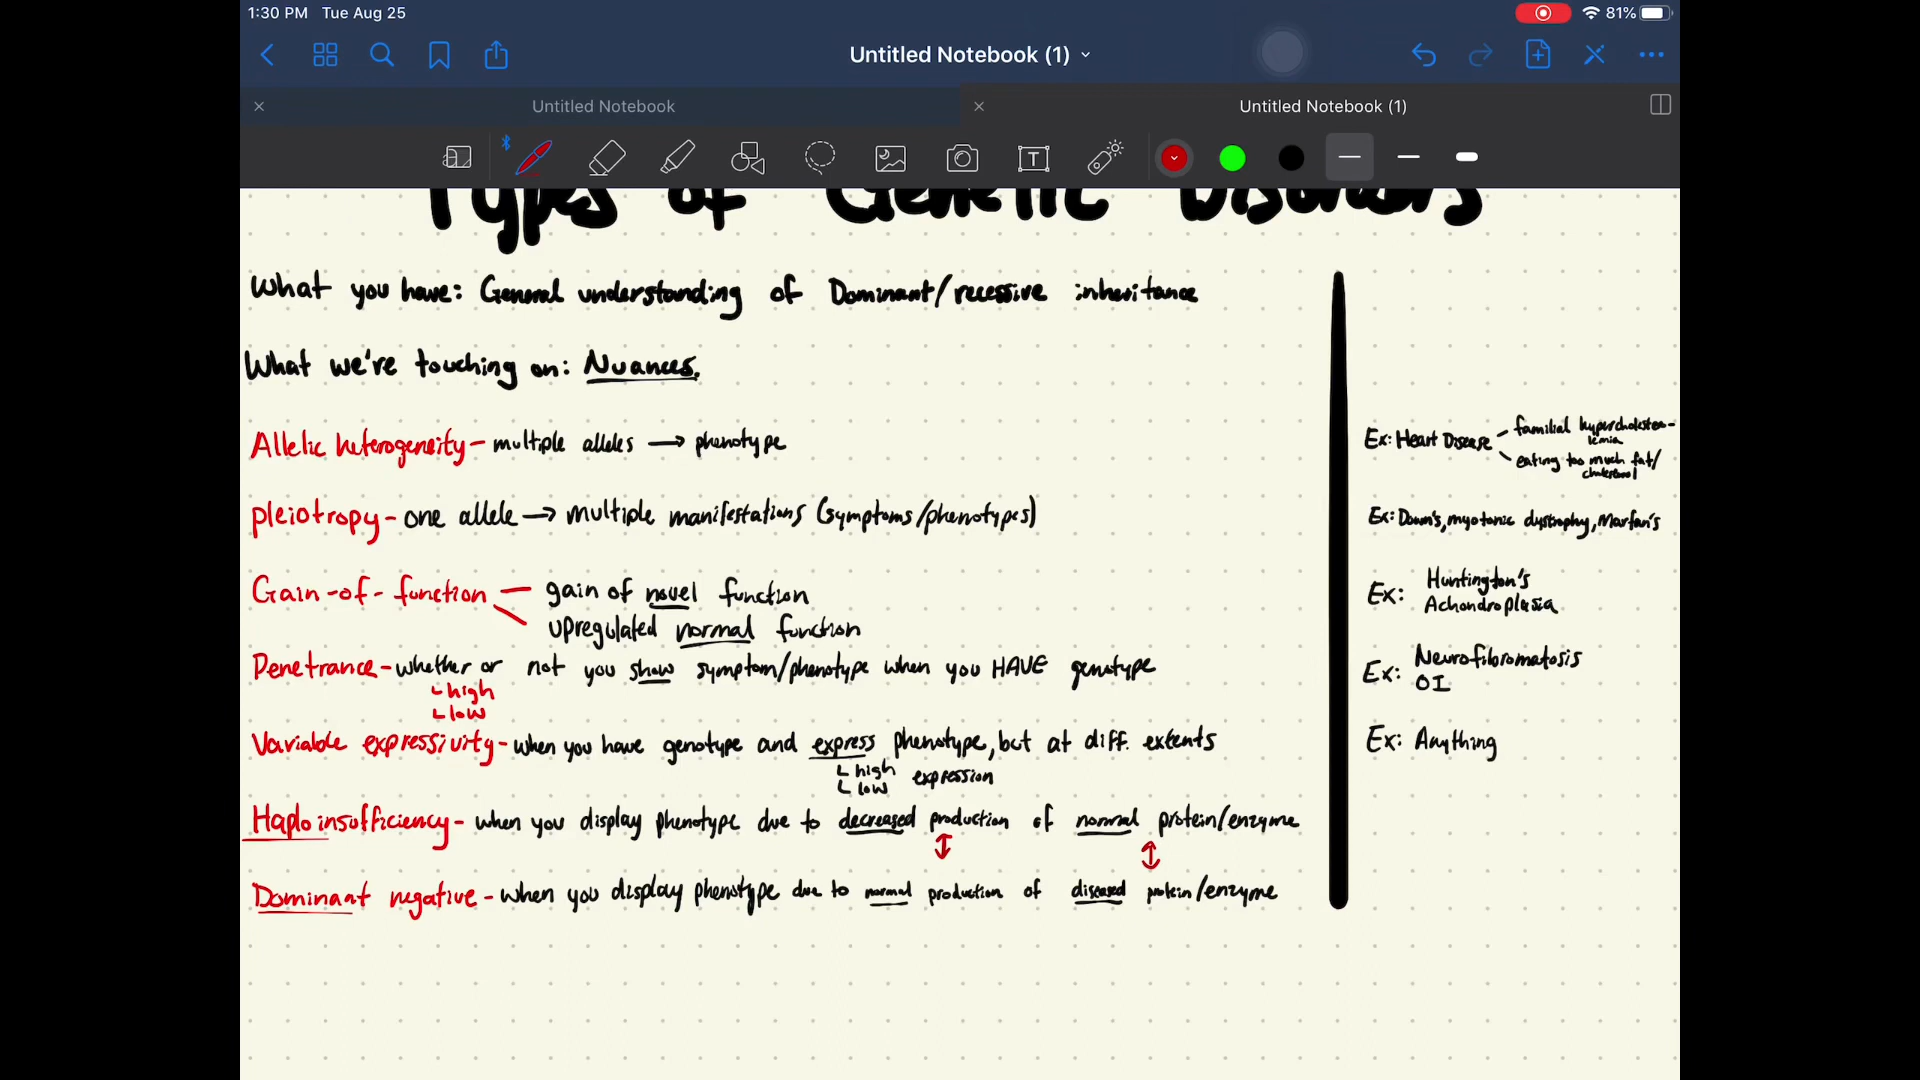 1:30 PM Tue Aug 25
81%
Untitled Notebook (1)
Untitled Notebook
Untitled Notebook (1)
Types of Genetic Disorders
What you have: General understanding of Dominant/recessive inheritance
What we're touching on: Nuances.
Allelic heterogeneity - multiple alleles → phenotype
Ex: Heart Disease
familial hypercholester-
lemia
eating too much fat/
cholesterol
pleiotropy - one allele → multiple manifestations (symptoms/phenotypes)
Ex: Down's, myotonic dystrophy, Marfan's
Gain-of-function - gain of novel function
upregulated normal function
Ex: Huntington's
Achondroplasia
Penetrance - whether or not you show symptom/phenotype when you HAVE genotype
high
low
Ex: Neurofibromatosis
OI
Variable expressivity - when you have genotype and express phenotype, but at diff. extents
high
low
expression
Ex: Anything
Haploinsufficiency - when you display phenotype due to decreased production of normal protein/enzyme
Dominant negative - when you display phenotype due to normal production of diseased protein/enzyme